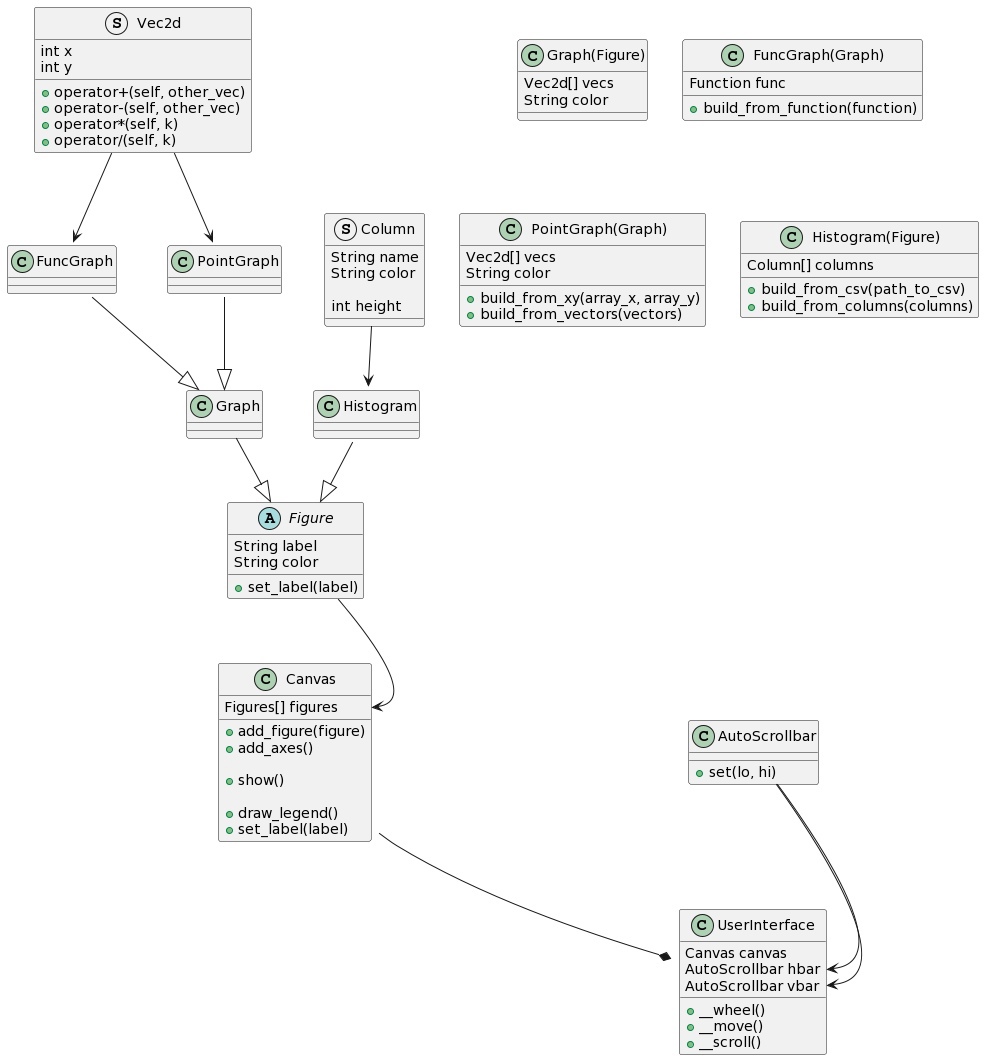 S Vec2d
int x
int y
operator+(self, other_vec)
operator-(self, other_vec)
operator*(self, k)
operator/(self, k)
C Graph(Figure)
Vec2d[] vecs
String color
C FuncGraph(Graph)
Function func
build_from_function(function)
C FuncGraph
C PointGraph
S Column
String name
String color
int height
C PointGraph(Graph)
Vec2d[] vecs
String color
build_from_xy(array_x, array_y)
build_from_vectors(vectors)
C Histogram(Figure)
Column[] columns
build_from_csv(path_to_csv)
build_from_columns(columns)
C Graph
C Histogram
A Figure
String label
String color
set_label(label)
C Canvas
Figures[] figures
add_figure(figure)
add_axes()
show()
draw_legend()
set_label(label)
C AutoScrollbar
set(lo, hi)
C UserInterface
Canvas canvas
AutoScrollbar hbar
AutoScrollbar vbar
__wheel()
__move()
__scroll()